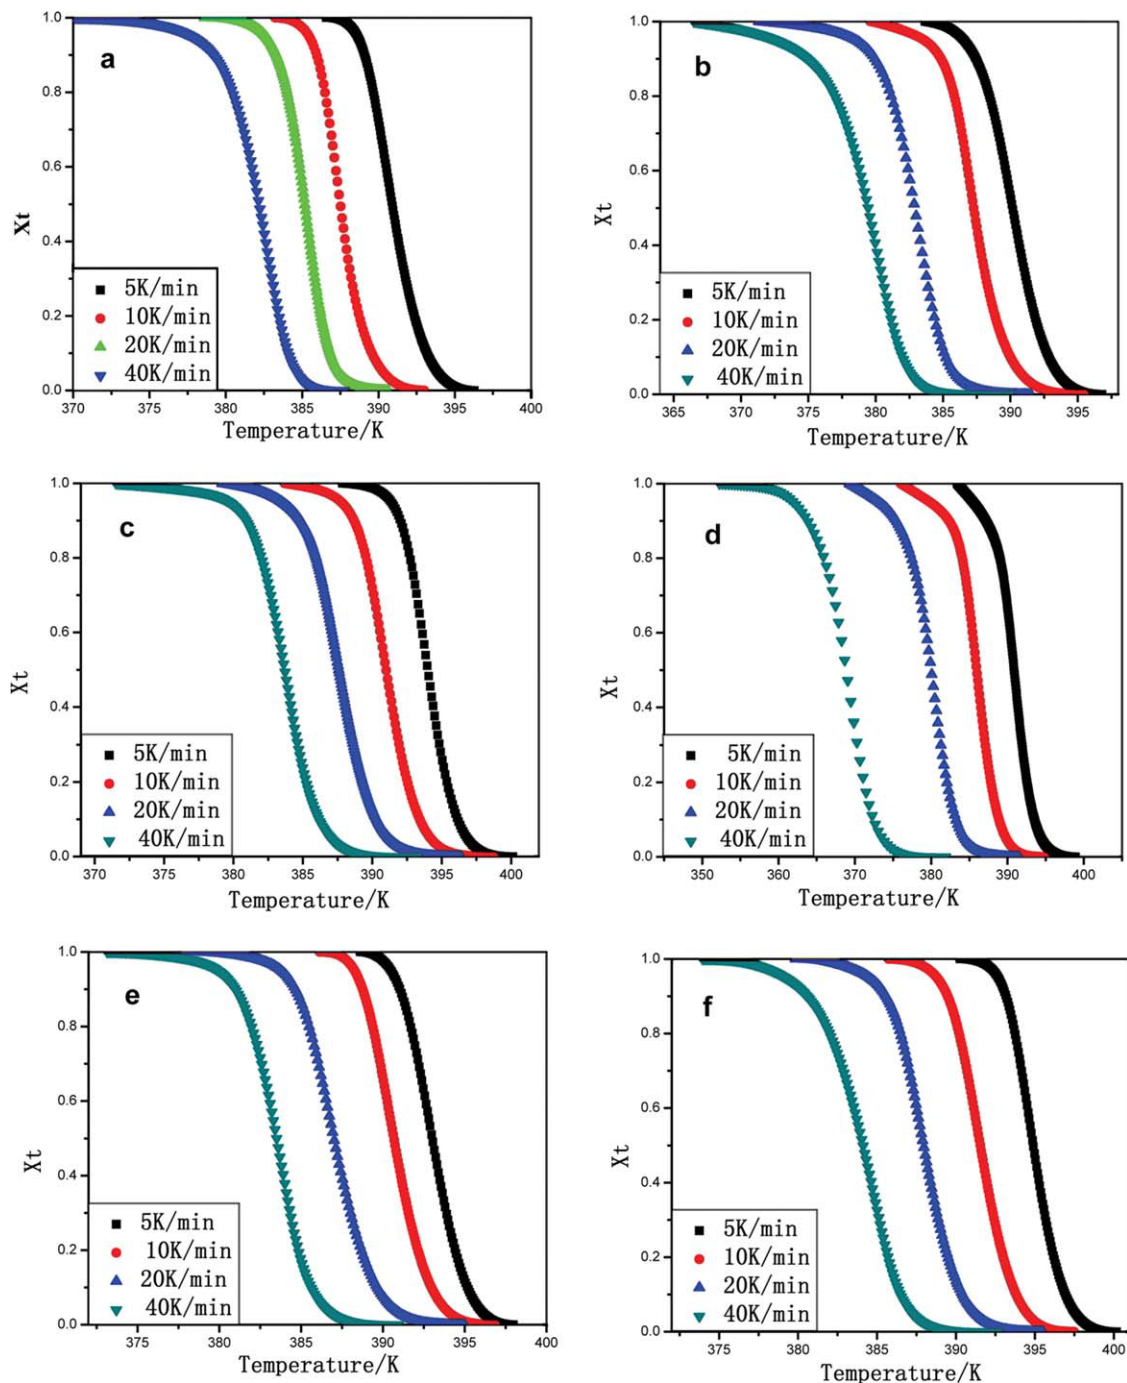 a
Xt
1.0
0.8
0.6
0.4
0.2
0.0
5K/min
10K/min
20K/min
40K/min
370 375 380 385 390 395 400
Temperature/K
b
Xt
1.0
0.8
0.6
0.4
0.2
0.0
5K/min
10K/min
20K/min
40K/min
365 370 375 380 385 390 395
Temperature/K
c
Xt
1.0
0.8
0.6
0.4
0.2
0.0
5K/min
10K/min
20K/min
40K/min
370 375 380 385 390 395 400
Temperature/K
d
Xt
1.0
0.8
0.6
0.4
0.2
0.0
5K/min
10K/min
20K/min
40K/min
350 360 370 380 390 400
Temperature/K
e
Xt
1.0
0.8
0.6
0.4
0.2
0.0
5K/min
10K/min
20K/min
40K/min
375 380 385 390 395 400
Temperature/K
f
Xt
1.0
0.8
0.6
0.4
0.2
0.0
5K/min
10K/min
20K/min
40K/min
375 380 385 390 395 400
Temperature/K